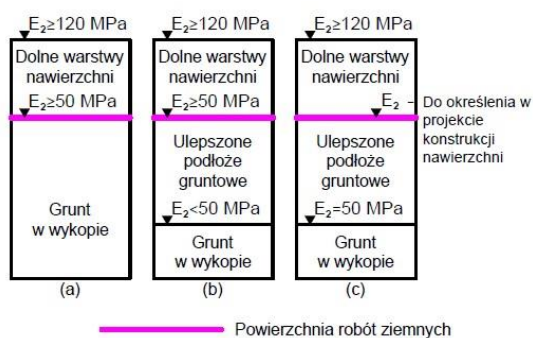 E₂≥120 MPa
Dolne warstwy
nawierzchni
E₂≥50 MPa
Grunt
w wykopie
(a)
E₂≥120 MPa
Dolne warstwy
nawierzchni
E₂≥50 MPa
Ulepszone
podłoże
gruntowe
E₂<50 MPa
Grunt
w wykopie
(b)
E₂≥120 MPa
Dolne warstwy
nawierzchni
E₂ - Do określenia w
projekcie
konstrukcji
nawierzchni
Ulepszone
podłoże
gruntowe
E₂=50 MPa
Grunt
w wykopie
(c)
Powierzchnia robót ziemnych